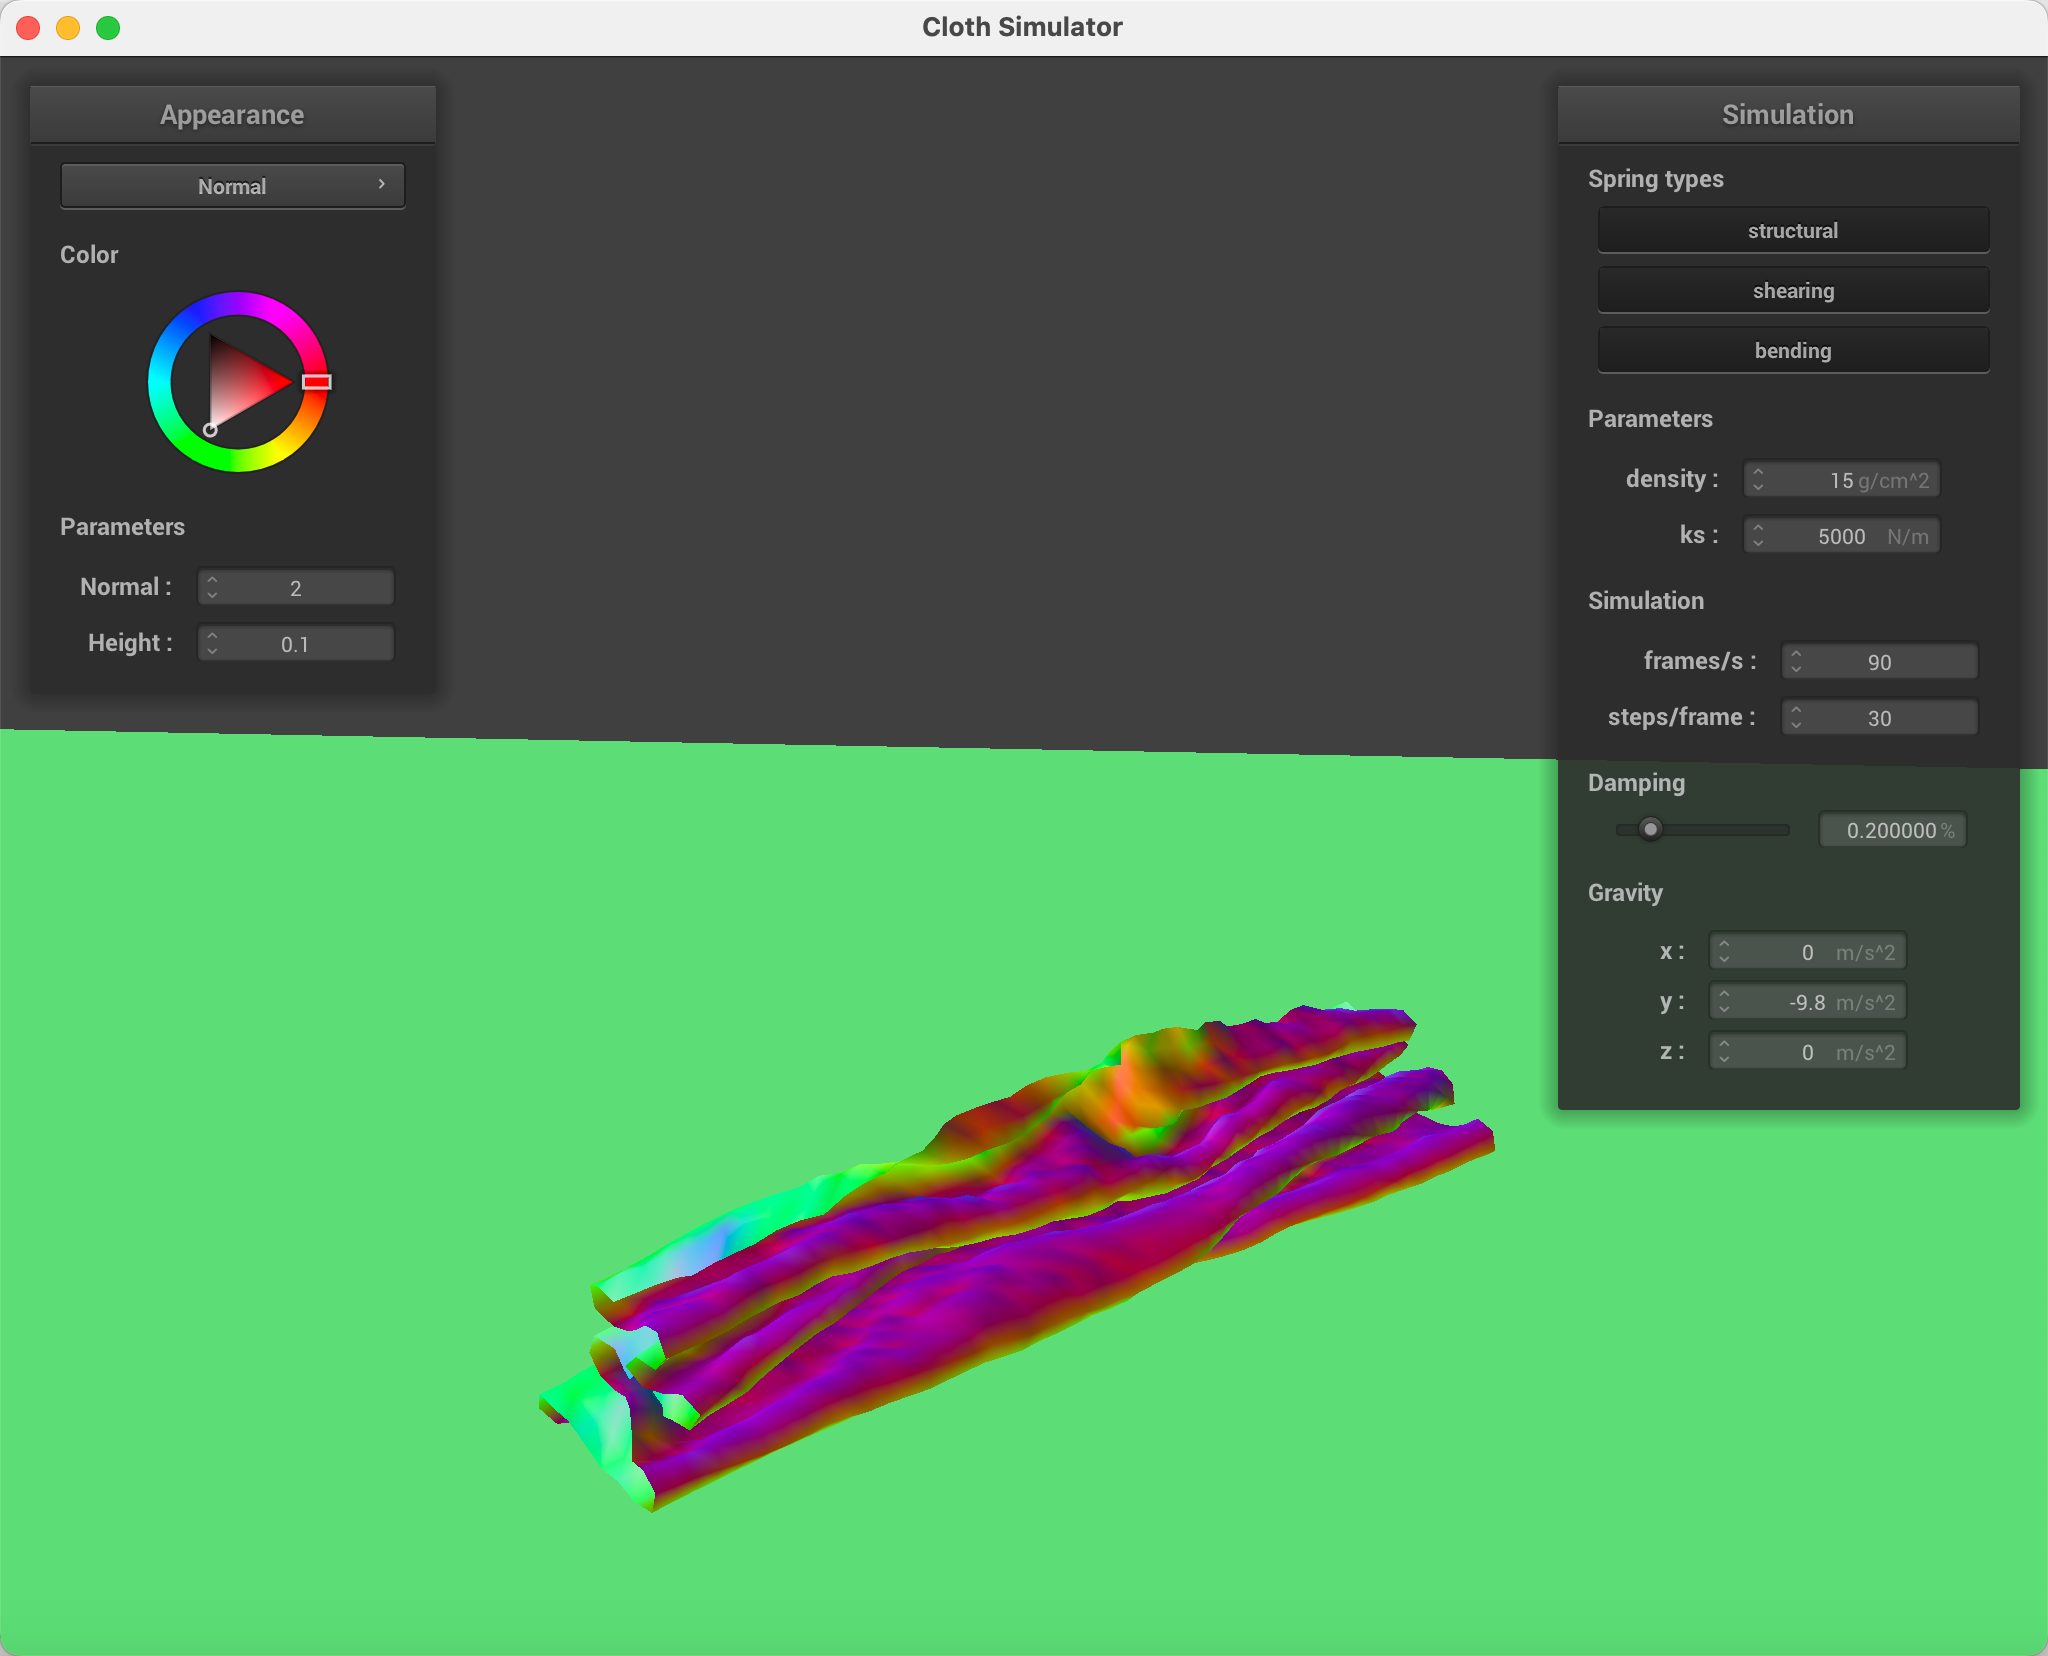 Cloth Simulator
Appearance
Normal
Color
Parameters
Normal : 2
Height : 0.1
Simulation
Spring types
structural
shearing
bending
Parameters
density : 15 g/cm^2
ks : 5000 N/m
Simulation
frames/s : 90
steps/frame : 30
Damping
0.200000 %
Gravity
x : 0 m/s^2
y : -9.8 m/s^2
z : 0 m/s^2